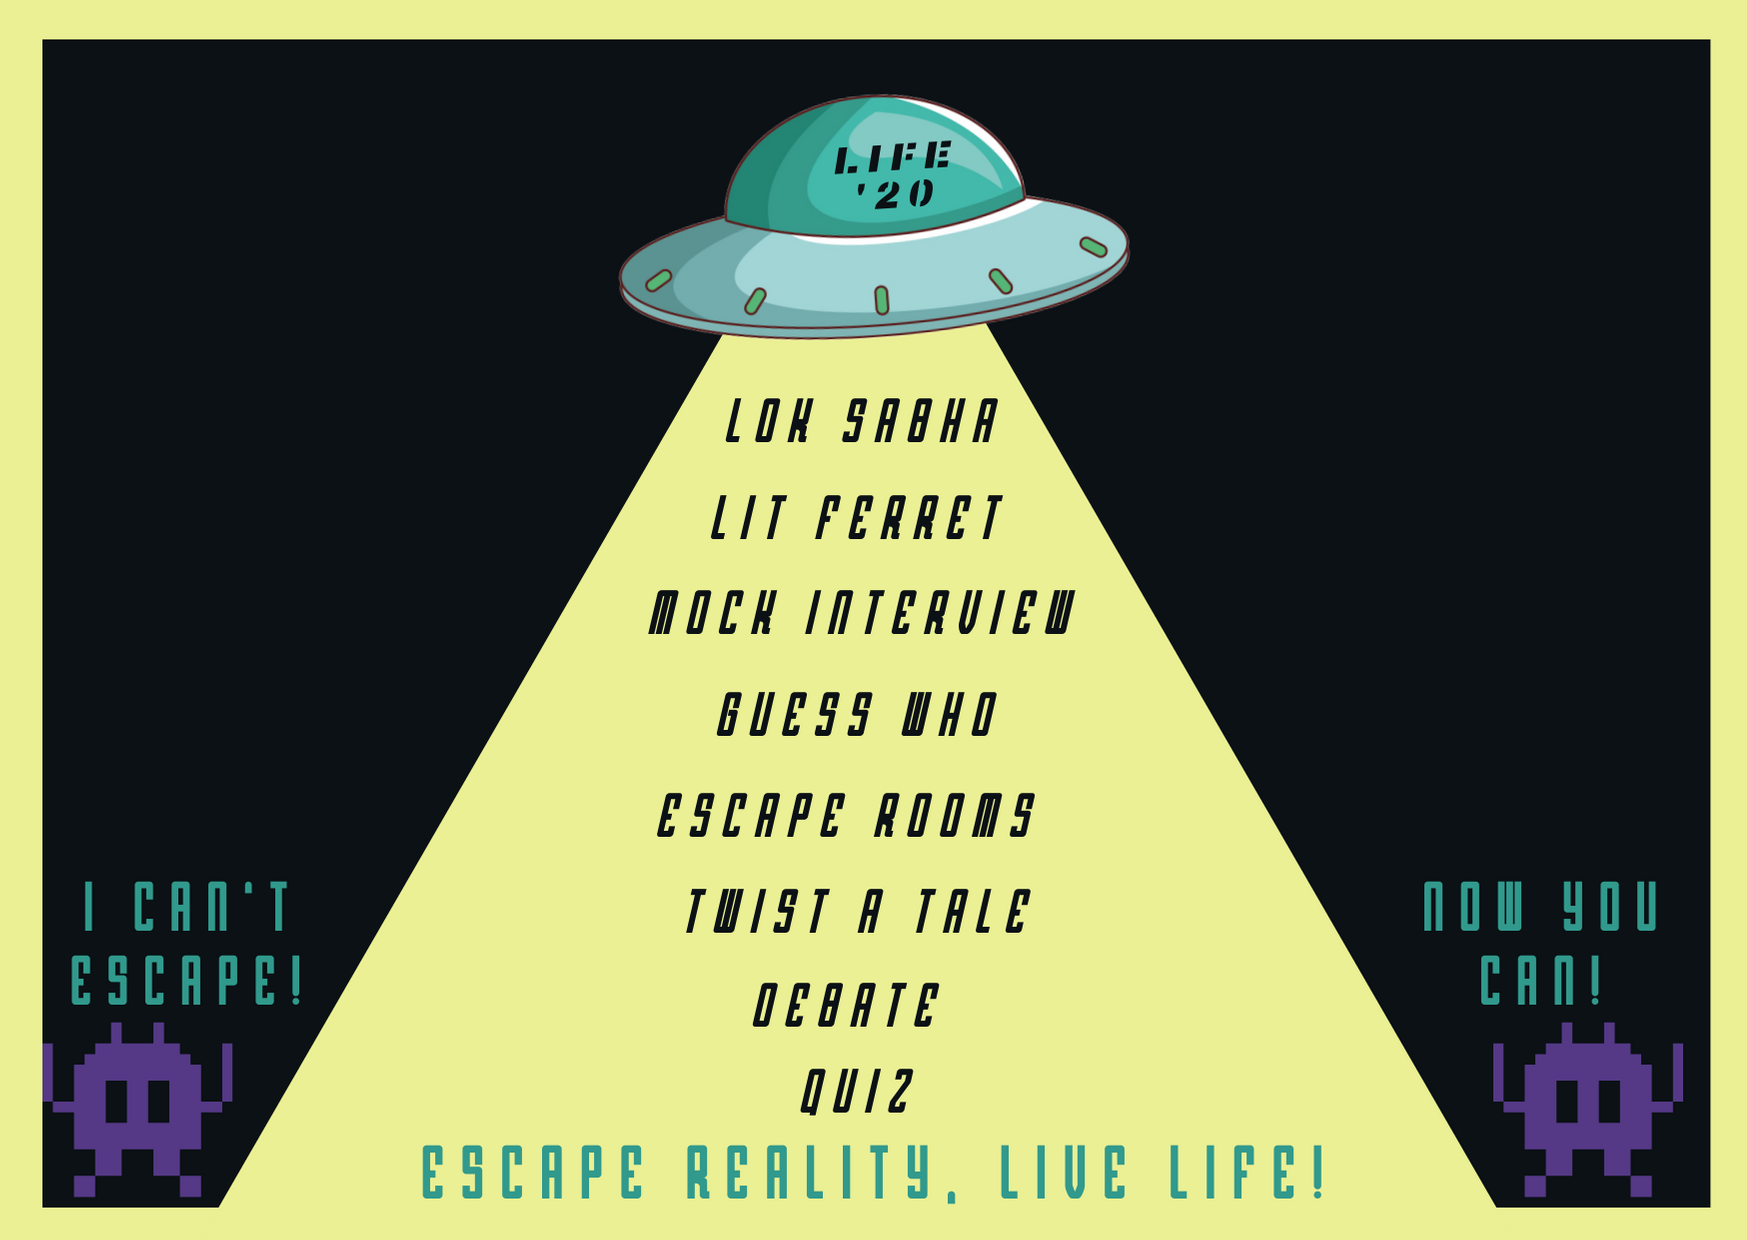 LIFE
'20
LOK SABHA
LIT FERRET
MOCK INTERVIEW
GUESS WHO
ESCAPE ROOMS
TWIST A TALE
DEBATE
QUIZ
I CAN'T
ESCAPE!
NOW YOU
CAN!
ESCAPE REALITY, LIVE LIFE!